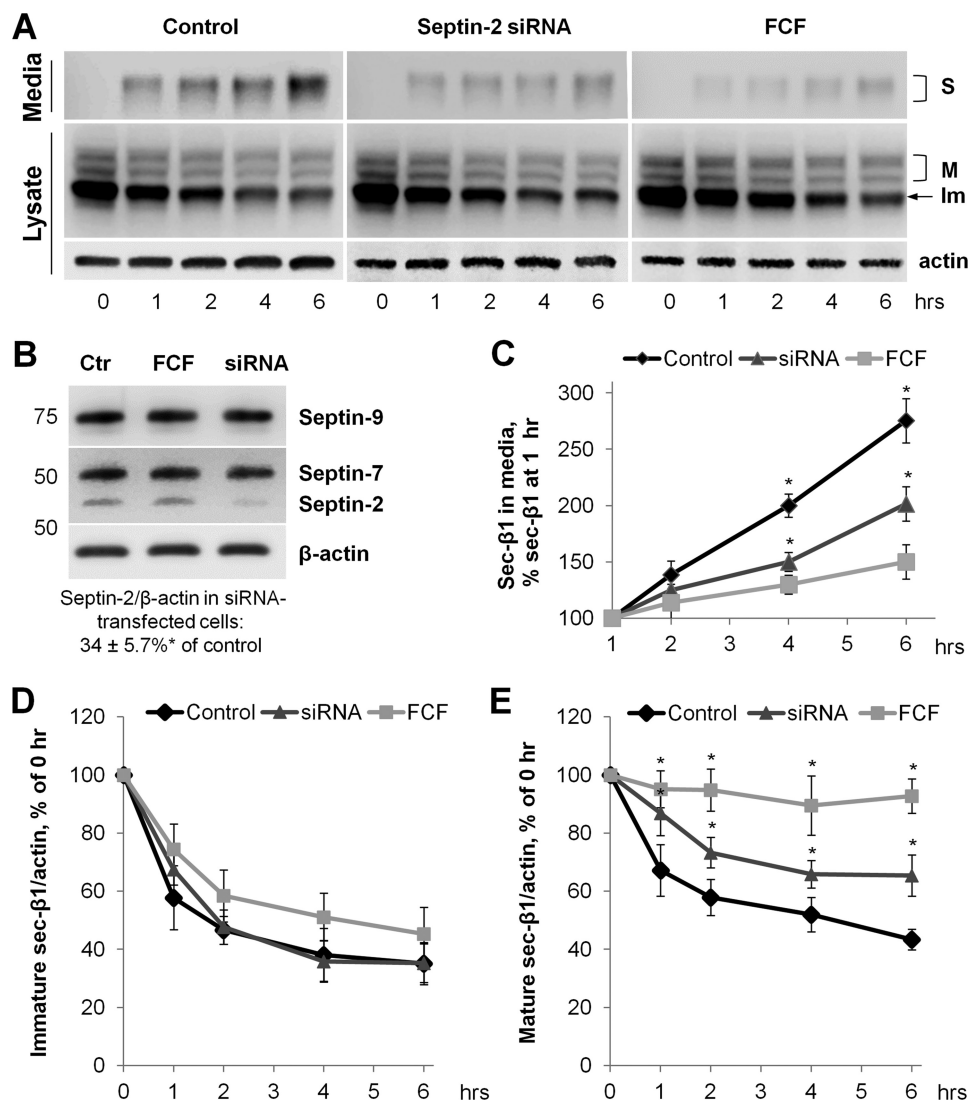 A
Control
Septin-2 siRNA
FCF
Media
S
Lysate
M
Im
actin
0 1 2 4 6 0 1 2 4 6 0 1 2 4 6 hrs
B
Ctr FCF siRNA
75
Septin-9
50
Septin-7
Septin-2
50
β-actin
Septin-2/β-actin in siRNA-
transfected cells:
34 ± 5.7%* of control
C
Control siRNA FCF
Sec-β1 in media,
% sec-β1 at 1 hr
300
250
200
150
100
* * * *
1 2 3 4 5 6 hrs
D
Control siRNA FCF
Immature sec-β1/actin, % of 0 hr
120
100
80
60
40
20
0
0 1 2 3 4 5 6 hrs
E
Control siRNA FCF
Mature sec-β1/actin, % of 0 hr
120
100
80
60
40
20
0
* * * *
* * * *
0 1 2 3 4 5 6 hrs